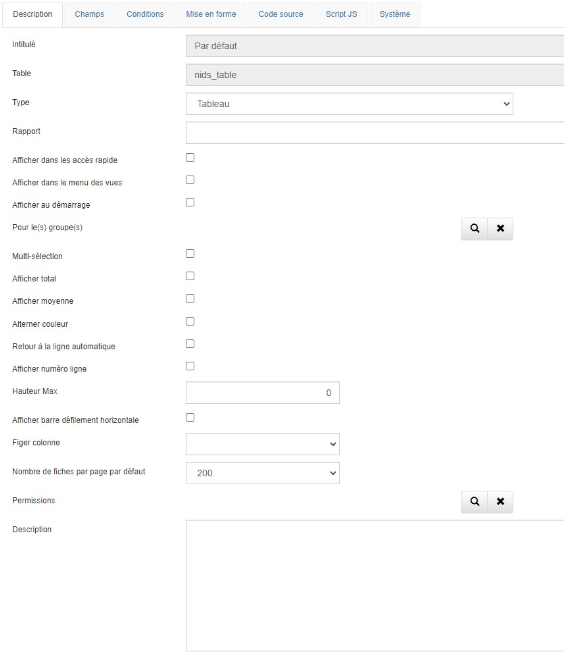 Description Champs Conditions Mise en forme Code source Script JS Système
Intitulé Par défaut
Table nids_table
Type Tableau
Rapport
Afficher dans les accès rapide
Afficher dans le menu des vues
Afficher au démarrage
Pour le(s) groupe(s)
Multi-sélection
Afficher total
Afficher moyenne
Alterner couleur
Retour à la ligne automatique
Afficher numéro ligne
Hauteur Max 0
Afficher barre défilement horizontale
Figer colonne
Nombre de fiches par page par défaut 200
Permissions
Description